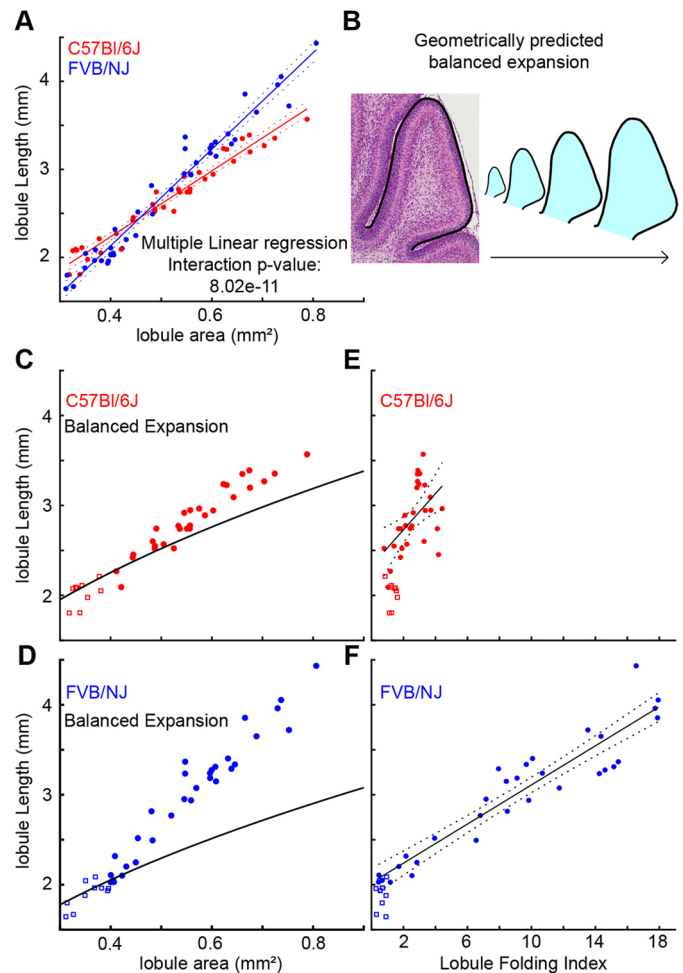 A
C57Bl/6J
FVB/NJ
lobule Length (mm)
4
3
2
Multiple Linear regression
Interaction p-value:
8.02e-11
0.4
0.6
0.8
lobule area (mm²)
B
Geometrically predicted
balanced expansion
C
C57Bl/6J
Balanced Expansion
lobule Length (mm)
4
3
2
E
C57Bl/6J
D
FVB/NJ
Balanced Expansion
lobule Length (mm)
4
3
2
0.4
0.6
0.8
lobule area (mm²)
F
FVB/NJ
2
6
10
14
18
Lobule Folding Index